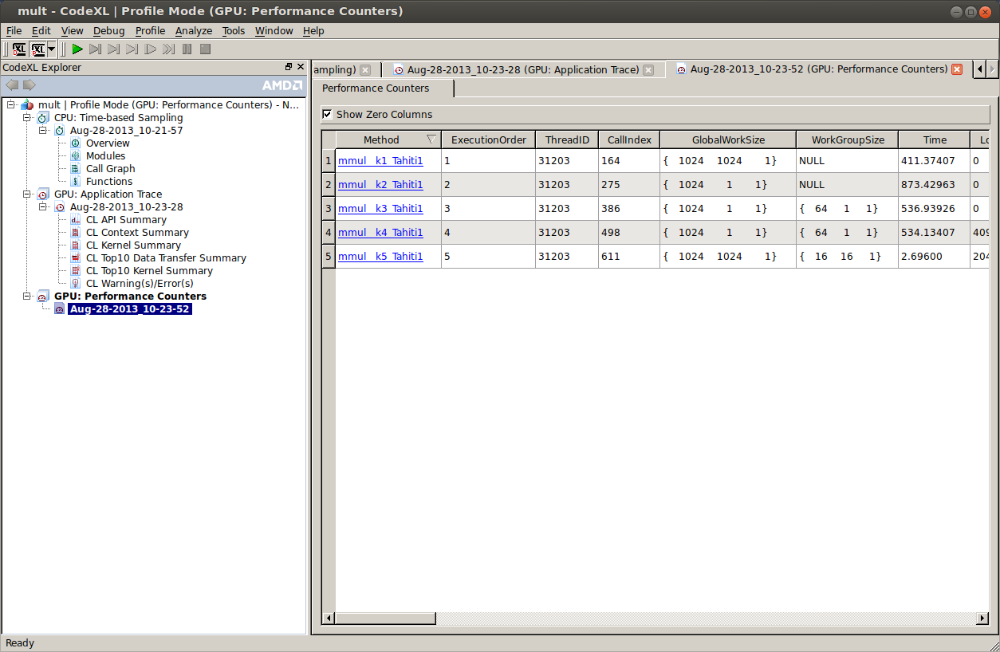 mult - CodeXL | Profile Mode (GPU: Performance Counters)
File Edit View Debug Profile Analyze Tools Window Help
CodeXL Explorer
AMD
mult | Profile Mode (GPU: Performance Counters) - N...
CPU: Time-based Sampling
Aug-28-2013_10-21-57
Overview
Modules
Call Graph
Functions
GPU: Application Trace
Aug-28-2013_10-23-28
CL API Summary
CL Context Summary
CL Kernel Summary
CL Top10 Data Transfer Summary
CL Top10 Kernel Summary
CL Warning(s)/Error(s)
GPU: Performance Counters
Aug-28-2013_10-23-52
ampling) Aug-28-2013_10-23-28 (GPU: Application Trace) Aug-28-2013_10-23-52 (GPU: Performance Counters)
Performance Counters
Show Zero Columns
Method ExecutionOrder ThreadID CallIndex GlobalWorkSize WorkGroupSize Time Lo
1 mmul__k1_Tahiti1 1 31203 164 { 1024 1024 1} NULL 411.37407 0
2 mmul__k2_Tahiti1 2 31203 275 { 1024 1 1} NULL 873.42963 0
3 mmul__k3_Tahiti1 3 31203 386 { 1024 1 1} { 64 1 1} 536.93926 0
4 mmul__k4_Tahiti1 4 31203 498 { 1024 1 1} { 64 1 1} 534.13407 409
5 mmul__k5_Tahiti1 5 31203 611 { 1024 1024 1} { 16 16 1} 2.69600 204
Ready